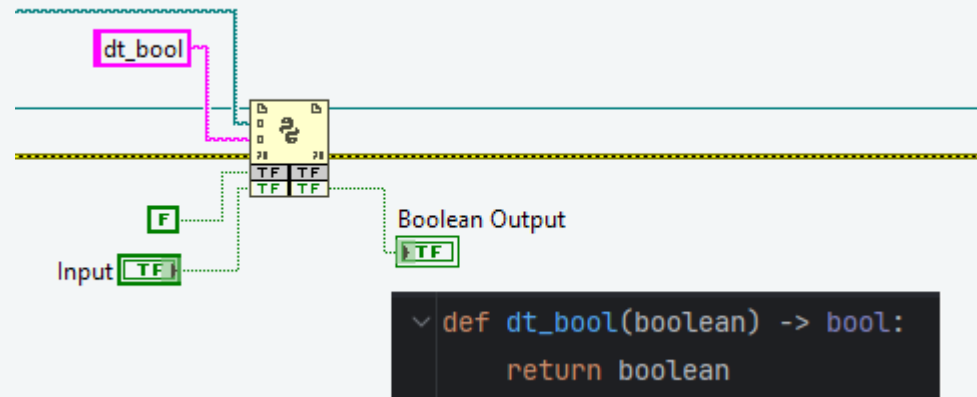 dt_bool
?! ?!
TF TF
TF TF
F
Boolean Output
TF
Input TF
def dt_bool(boolean) -> bool:
return boolean